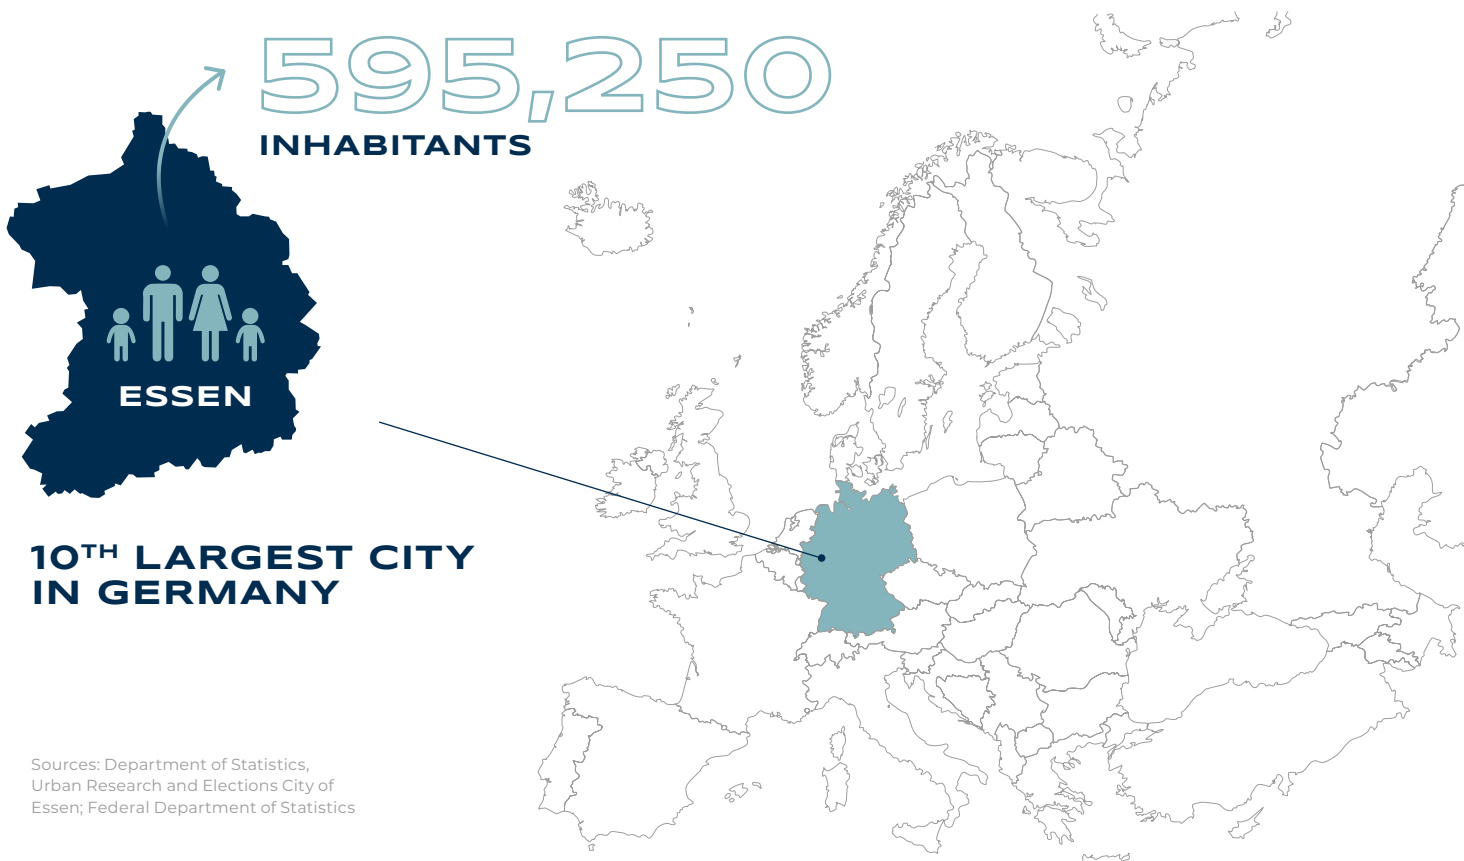 595,250
INHABITANTS
ESSEN
10TH LARGEST CITY
IN GERMANY
Sources: Department of Statistics,
Urban Research and Elections City of
Essen; Federal Department of Statistics